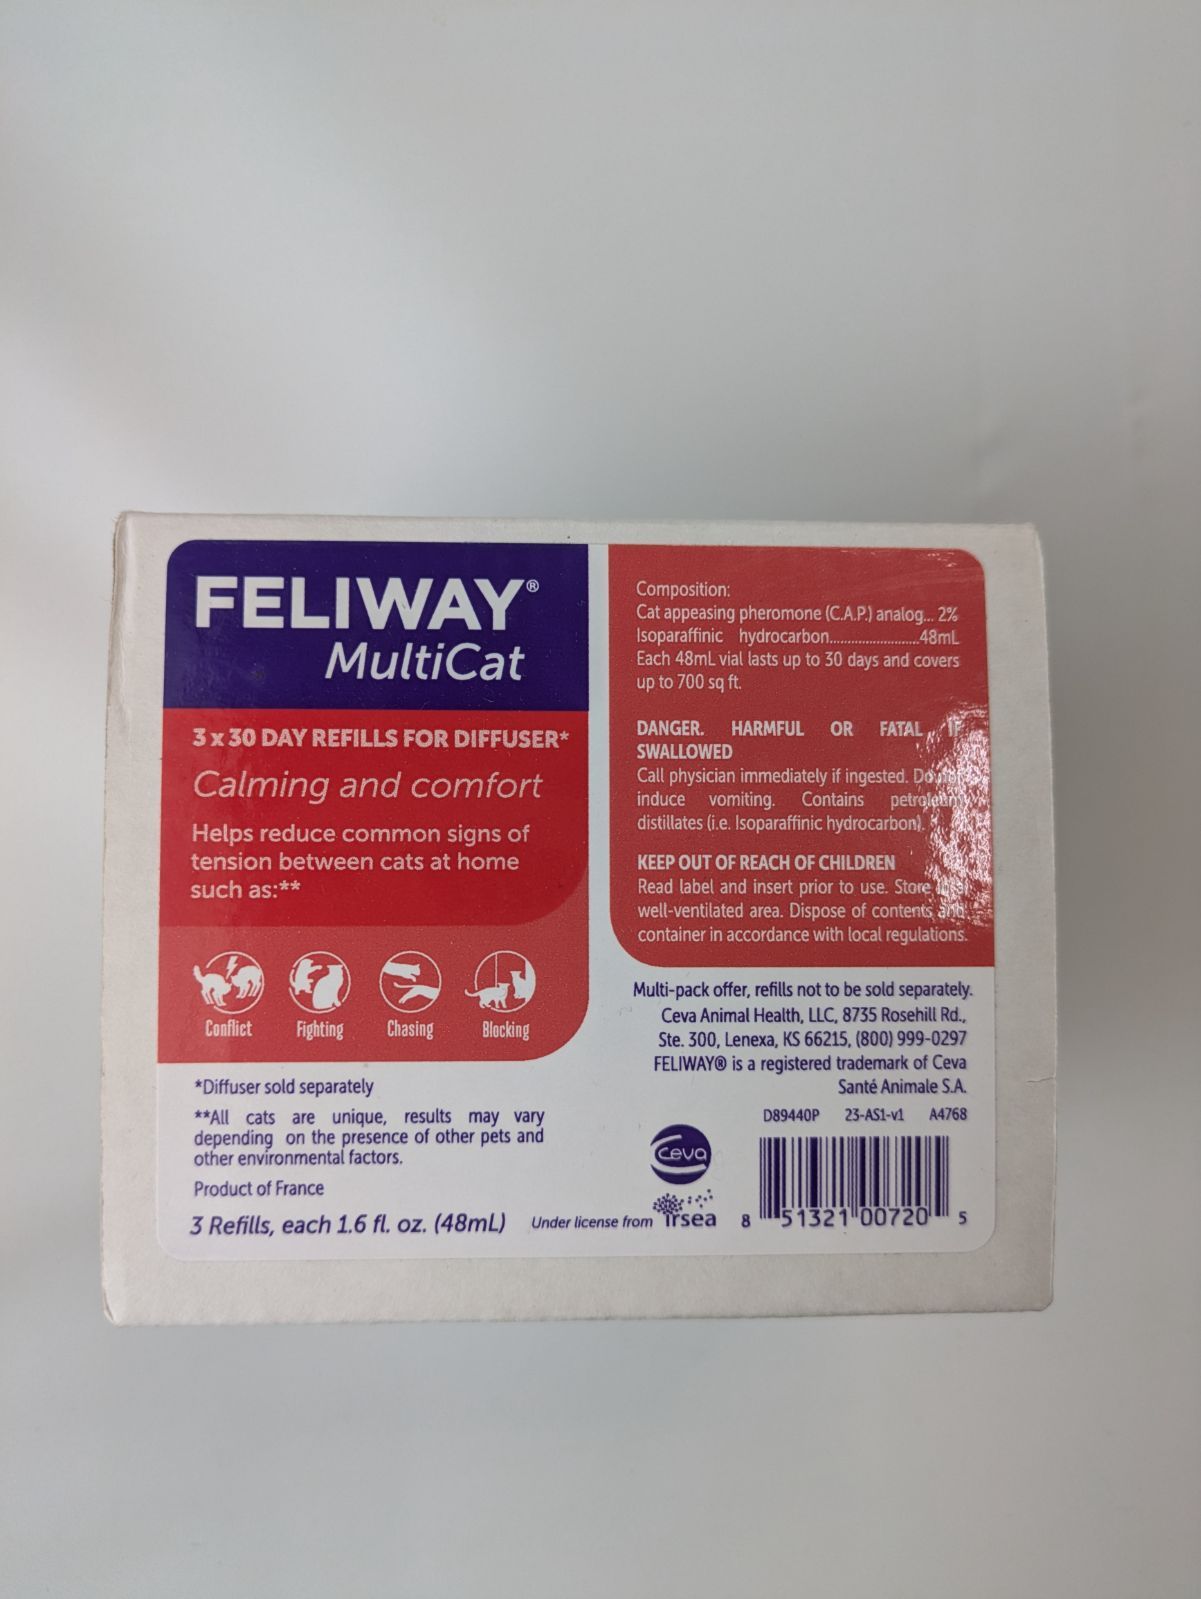 FELIWAY®
MultiCat
3 x 30 DAY REFILLS FOR DIFFUSER*
Calming and comfort
Helps reduce common signs of
tension between cats at home
such as:**
Conflict Fighting Chasing Blocking
*Diffuser sold separately
**All cats are unique, results may vary
depending on the presence of other pets and
other environmental factors.
Product of France
3 Refills, each 1.6 fl. oz. (48mL)
Composition:
Cat appeasing pheromone (C.A.P.) analog... 2%
Isoparaffinic hydrocarbon......................48mL
Each 48mL vial lasts up to 30 days and covers
up to 700 sq ft.
DANGER. HARMFUL OR FATAL IF
SWALLOWED
Call physician immediately if ingested. Do not
induce vomiting. Contains petroleum
distillates (i.e. Isoparaffinic hydrocarbon).
KEEP OUT OF REACH OF CHILDREN
Read label and insert prior to use. Store
well-ventilated area. Dispose of contents and
container in accordance with local regulations.
Multi-pack offer, refills not to be sold separately.
Ceva Animal Health, LLC, 8735 Rosehill Rd.,
Ste. 300, Lenexa, KS 66215, (800) 999-0297
FELIWAY® is a registered trademark of Ceva
Santé Animale S.A.
D89440P 23-AS1-v1 A4768
ceva
Under license from irsea
8 51321 00720 5